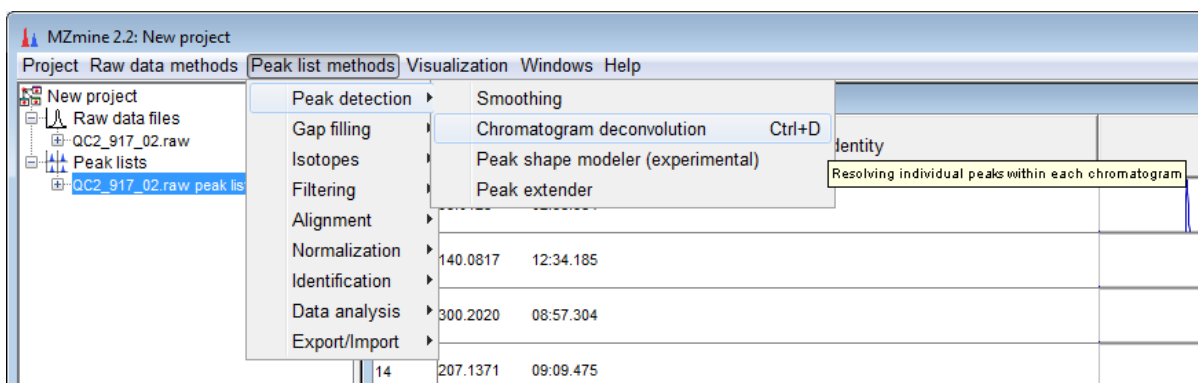 MZmine 2.2: New project
Project Raw data methods Peak list methods Visualization Windows Help
New project
Raw data files
QC2_917_02.raw
Peak lists
QC2_917_02.raw peak lis
Peak detection
Gap filling
Isotopes
Filtering
Alignment
Normalization
Identification
Data analysis
Export/Import
Smoothing
Chromatogram deconvolution Ctrl+D
Peak shape modeler (experimental)
Peak extender
dentity
Resolving individual peaks within each chromatogram
140.0817 12:34.185
300.2020 08:57.304
14 207.1371 09:09.475